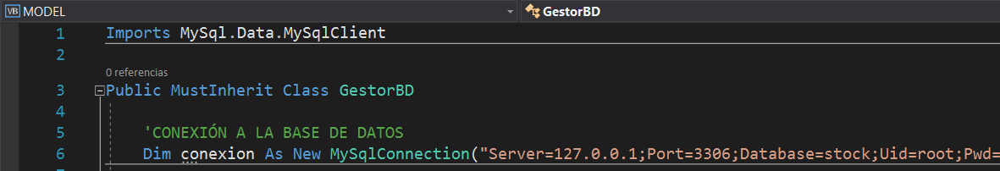 VB MODEL GestorBD
1 Imports MySql.Data.MySqlClient
2
0 referencias
3 Public MustInherit Class GestorBD
4
5 'CONEXIÓN A LA BASE DE DATOS
6 Dim conexion As New MySqlConnection("Server=127.0.0.1;Port=3306;Database=stock;Uid=root;Pwd=